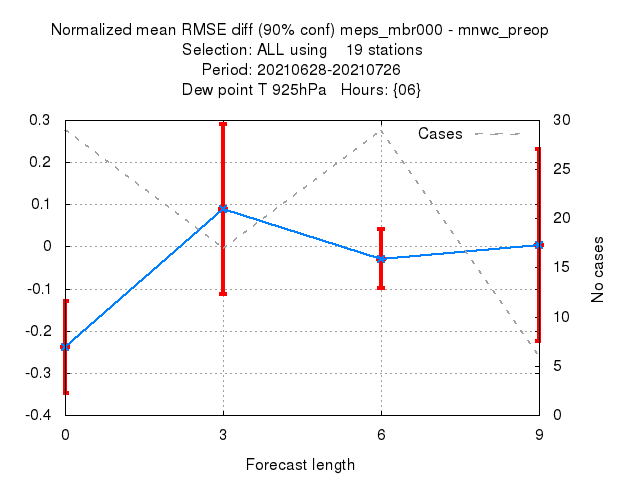 Normalized mean RMSE diff (90% conf) meps_mbr000 - mnwc_preop
Selection: ALL using 19 stations
Period: 20210628-20210726
Dew point T 925hPa Hours: {06}
Cases
0.3
0.2
0.1
0
-0.1
-0.2
-0.3
-0.4
30
25
20
15
10
5
0
No cases
0 3 6 9
Forecast length